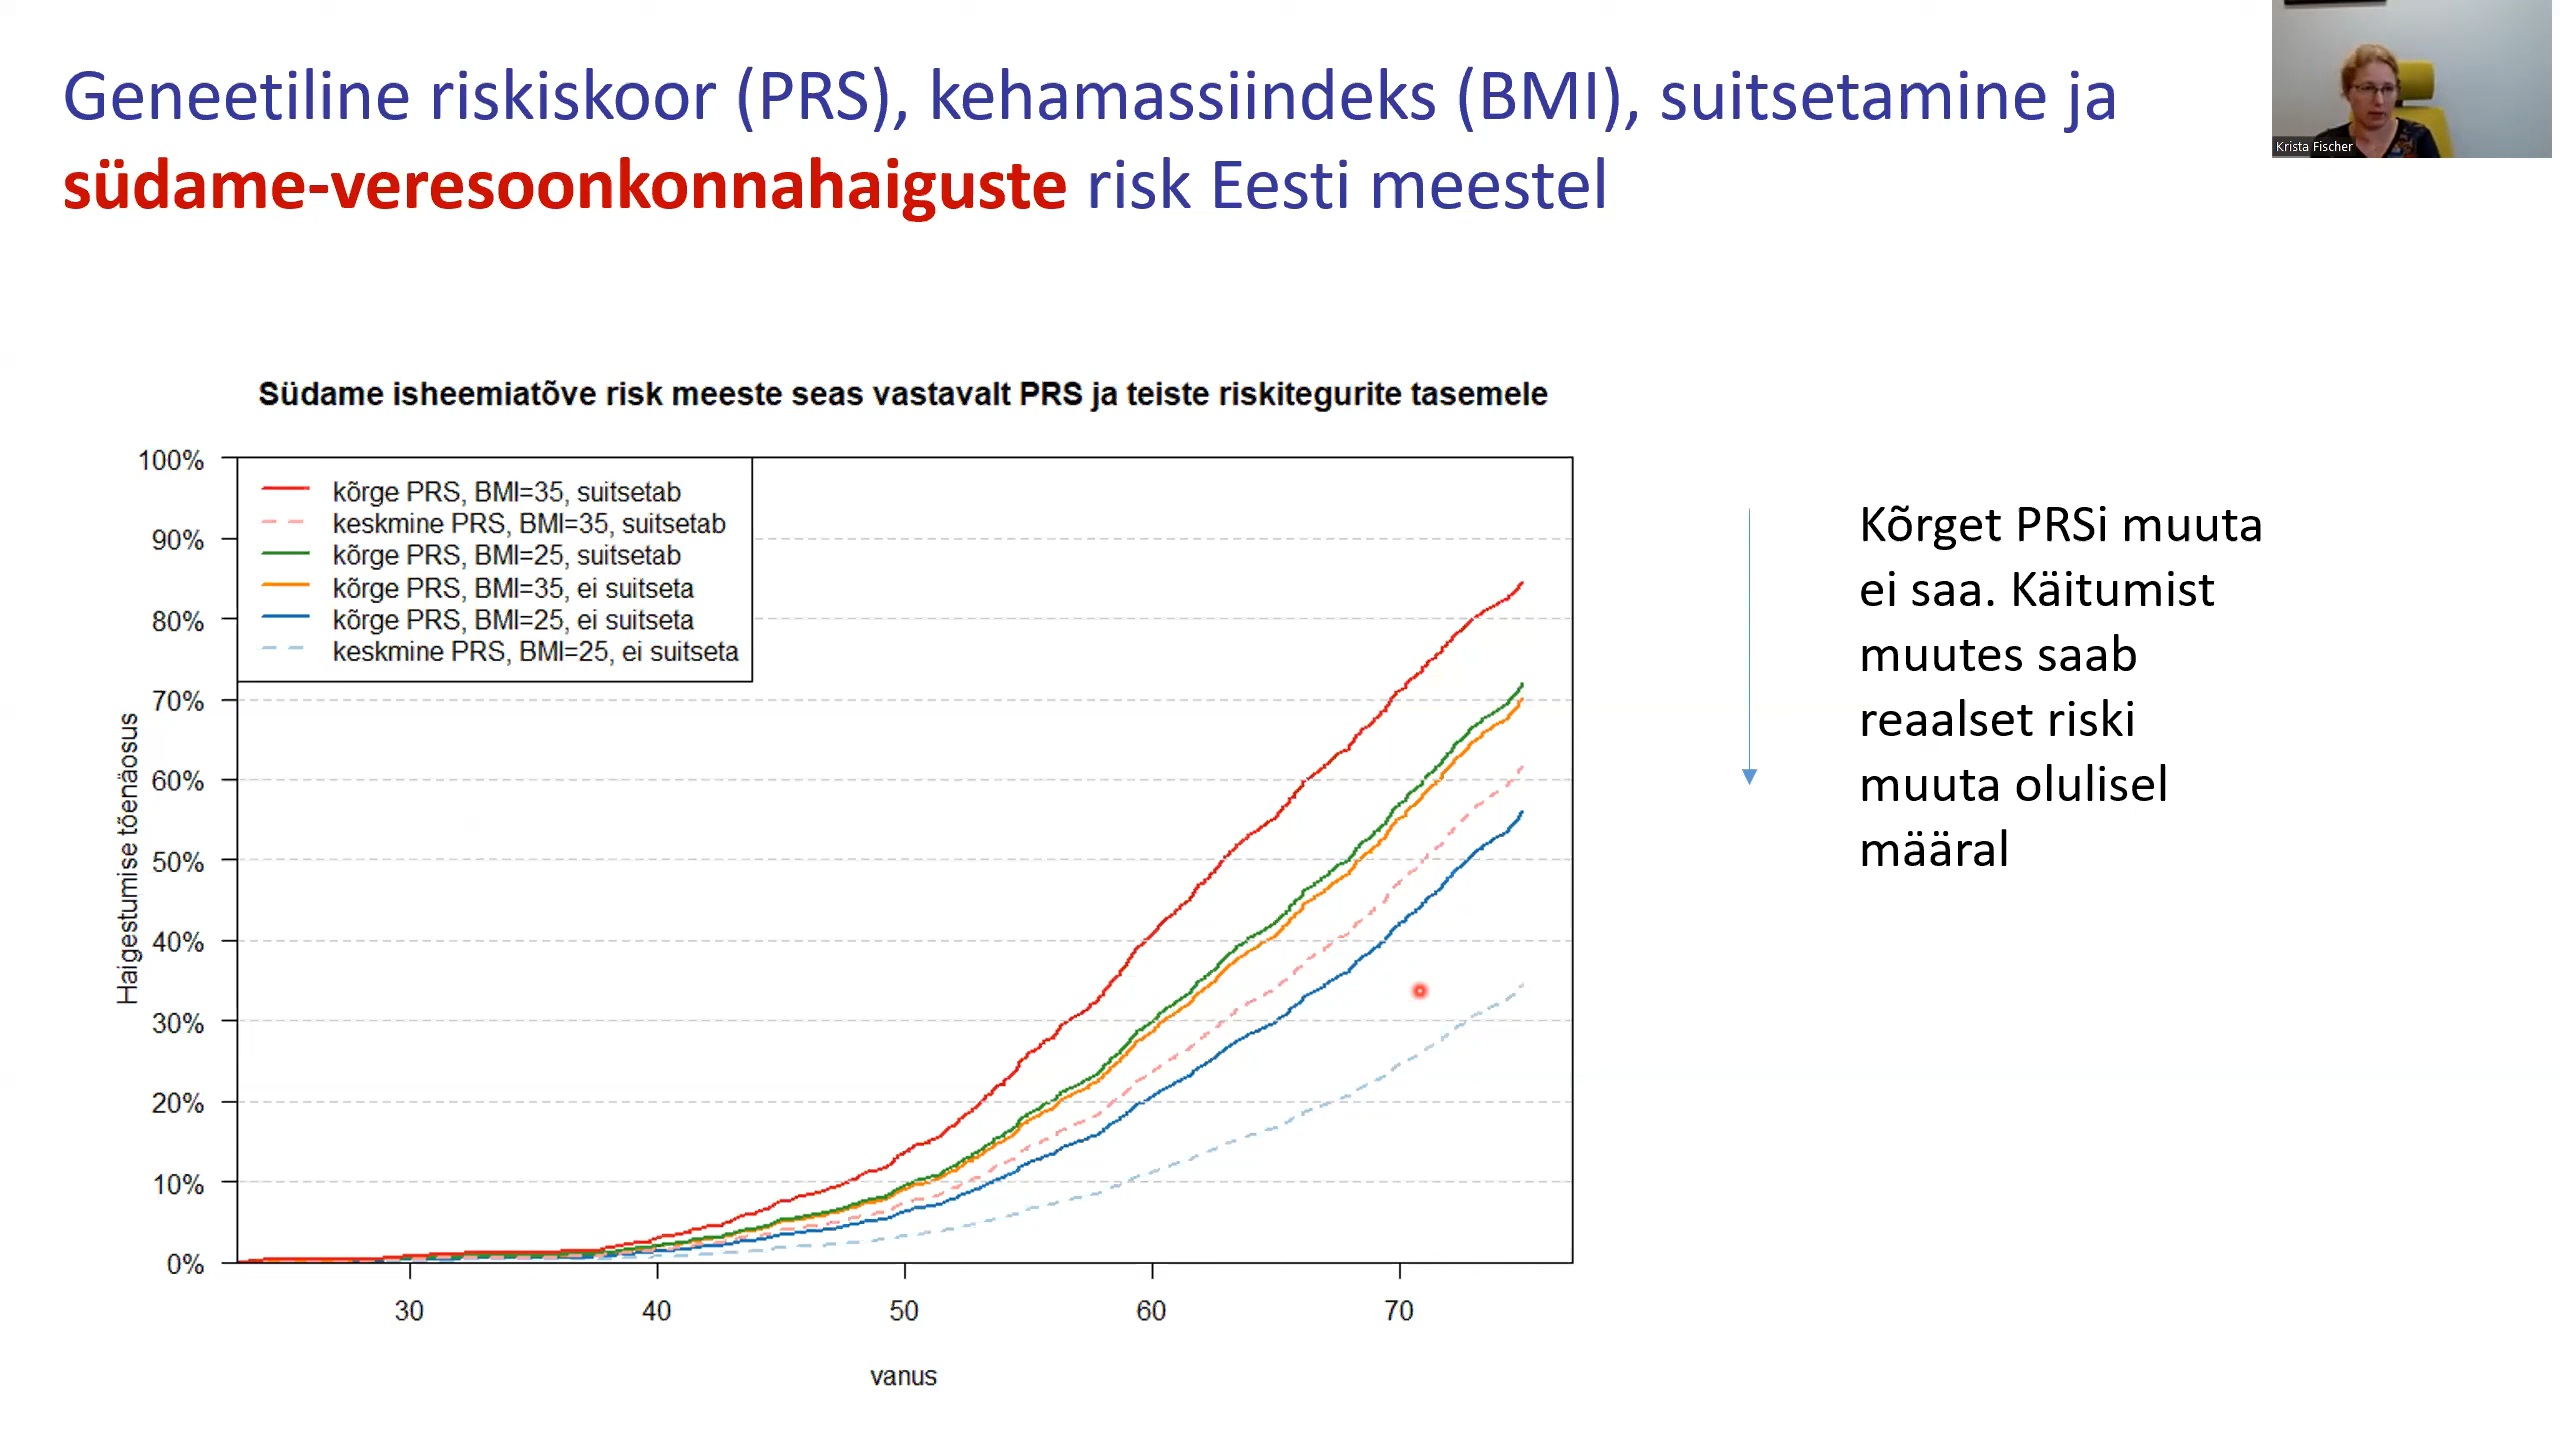 Geneetiline riskiskoor (PRS), kehamassiindeks (BMI), suitsetamine ja
südame-veresoonkonnahaiguste risk Eesti meestel
Krista Fischer
Südame isheemiatõve risk meeste seas vastavalt PRS ja teiste riskitegurite tasemele
100%
90%
80%
70%
60%
50%
40%
30%
20%
10%
0%
Haigestumise tõenäosus
kõrge PRS, BMI=35, suitsetab
keskmine PRS, BMI=35, suitsetab
kõrge PRS, BMI=25, suitsetab
kõrge PRS, BMI=35, ei suitseta
kõrge PRS, BMI=25, ei suitseta
keskmine PRS, BMI=25, ei suitseta
30
40
50
60
70
vanus
Kõrget PRSi muuta
ei saa. Käitumist
muutes saab
reaalset riski
muuta olulisel
määral